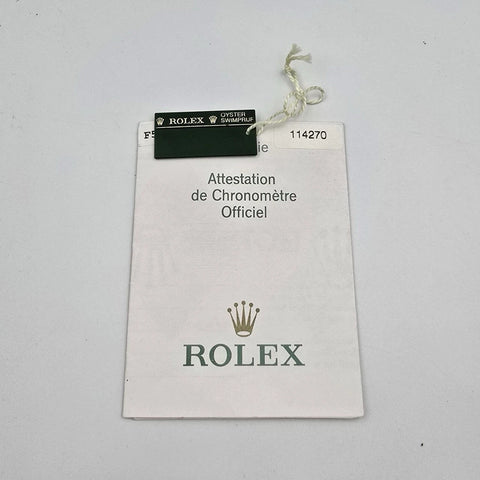 ROLEX
OYSTER
SWIMPRUF
114270
Attestation
de Chronomètre
Officiel
ROLEX